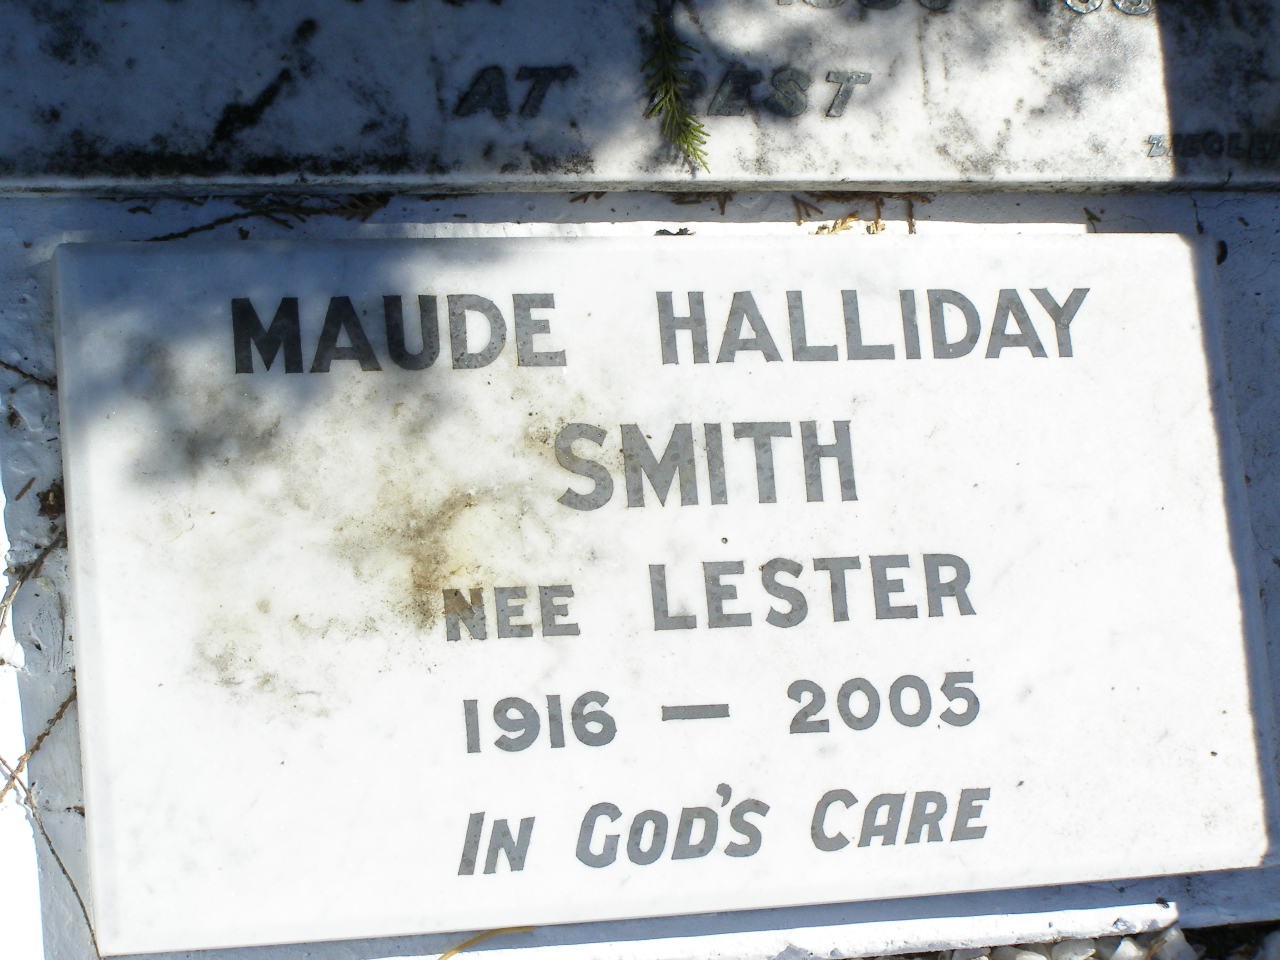 AT REST
MAUDE HALLIDAY
SMITH
NEE LESTER
1916 — 2005
IN GOD'S CARE